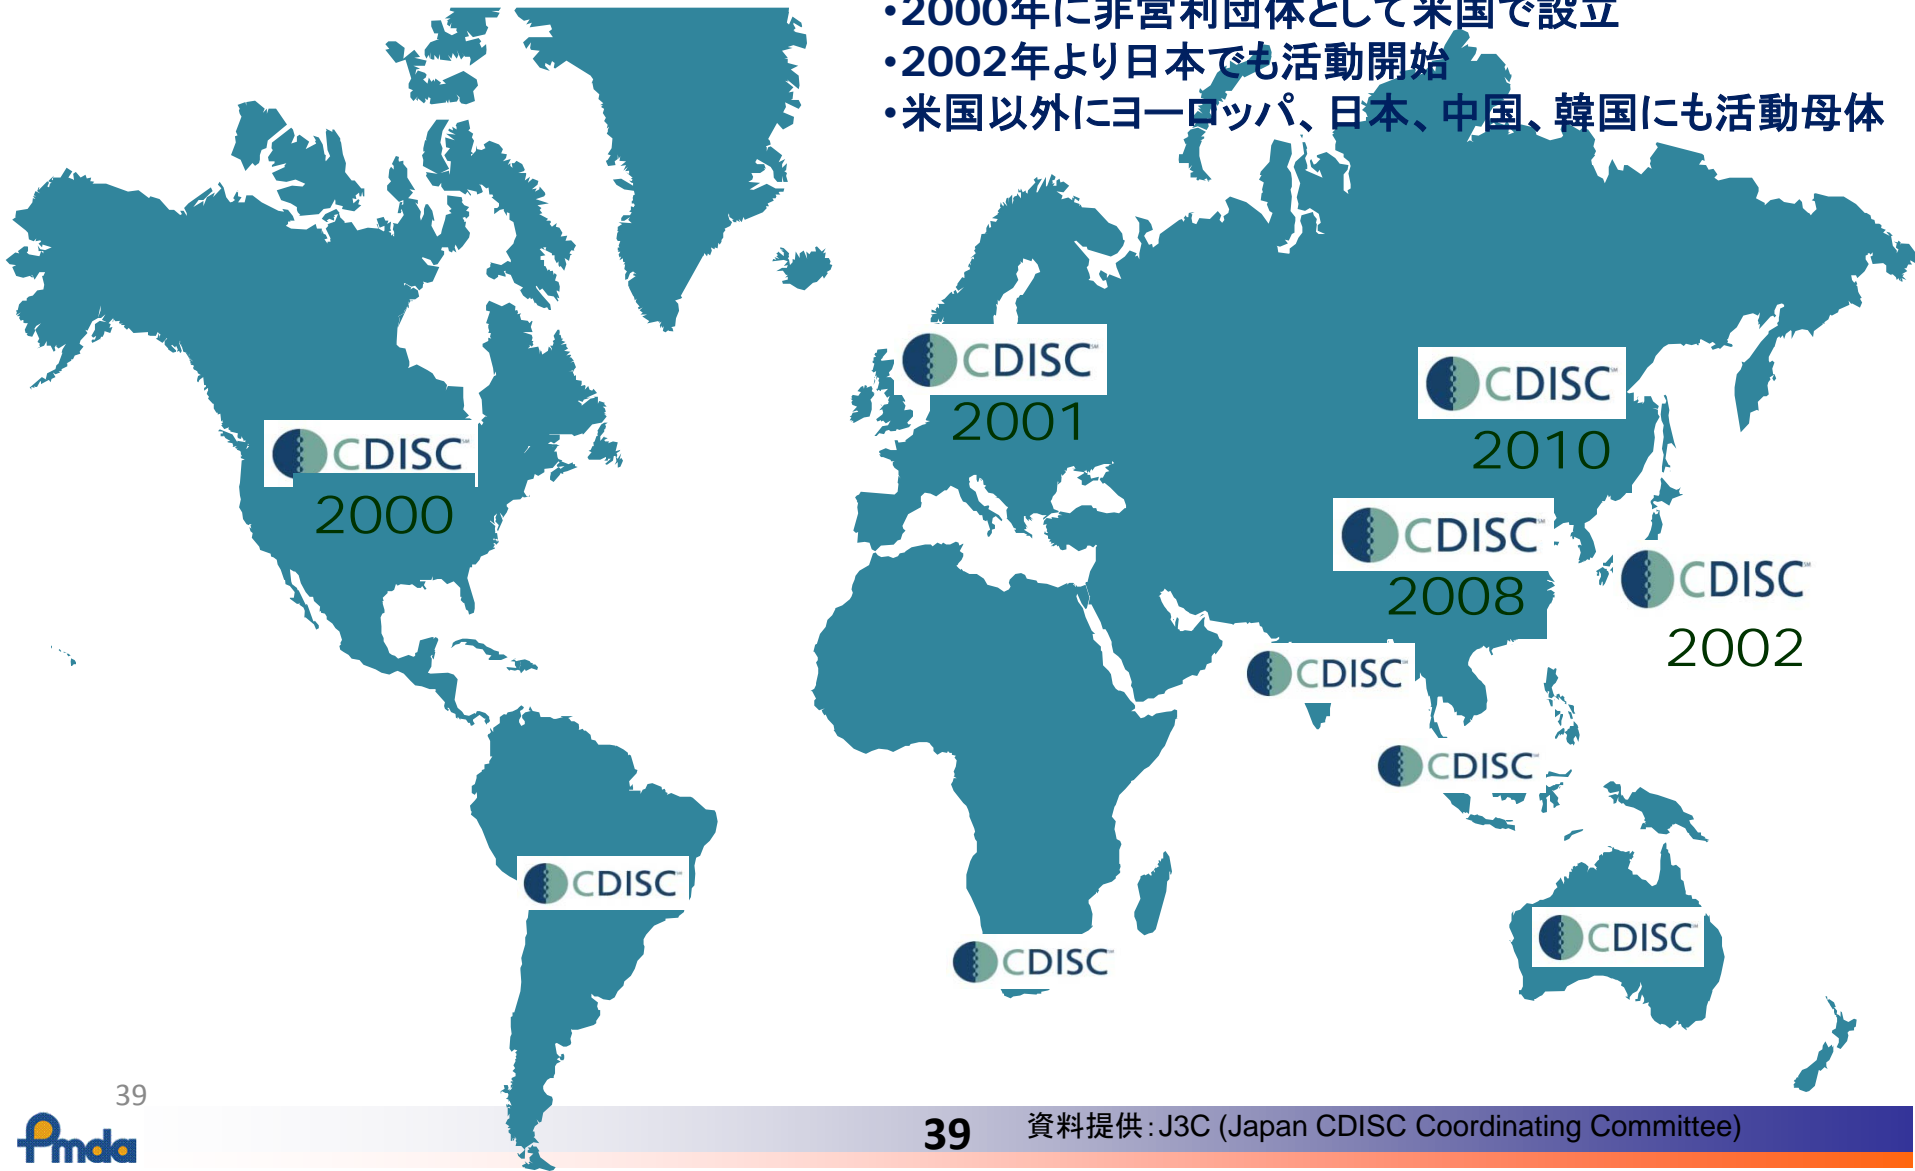 •2000年に非営利団体として米国で設立
•2002年より日本でも活動開始
•米国以外にヨーロッパ、日本、中国、韓国にも活動母体
CDISC
2001
CDISC
2010
CDISC
2000
CDISC
2008
CDISC
2002
CDISC
CDISC
CDISC
CDISC
CDISC
39
Pmda
39 資料提供：J3C (Japan CDISC Coordinating Committee)